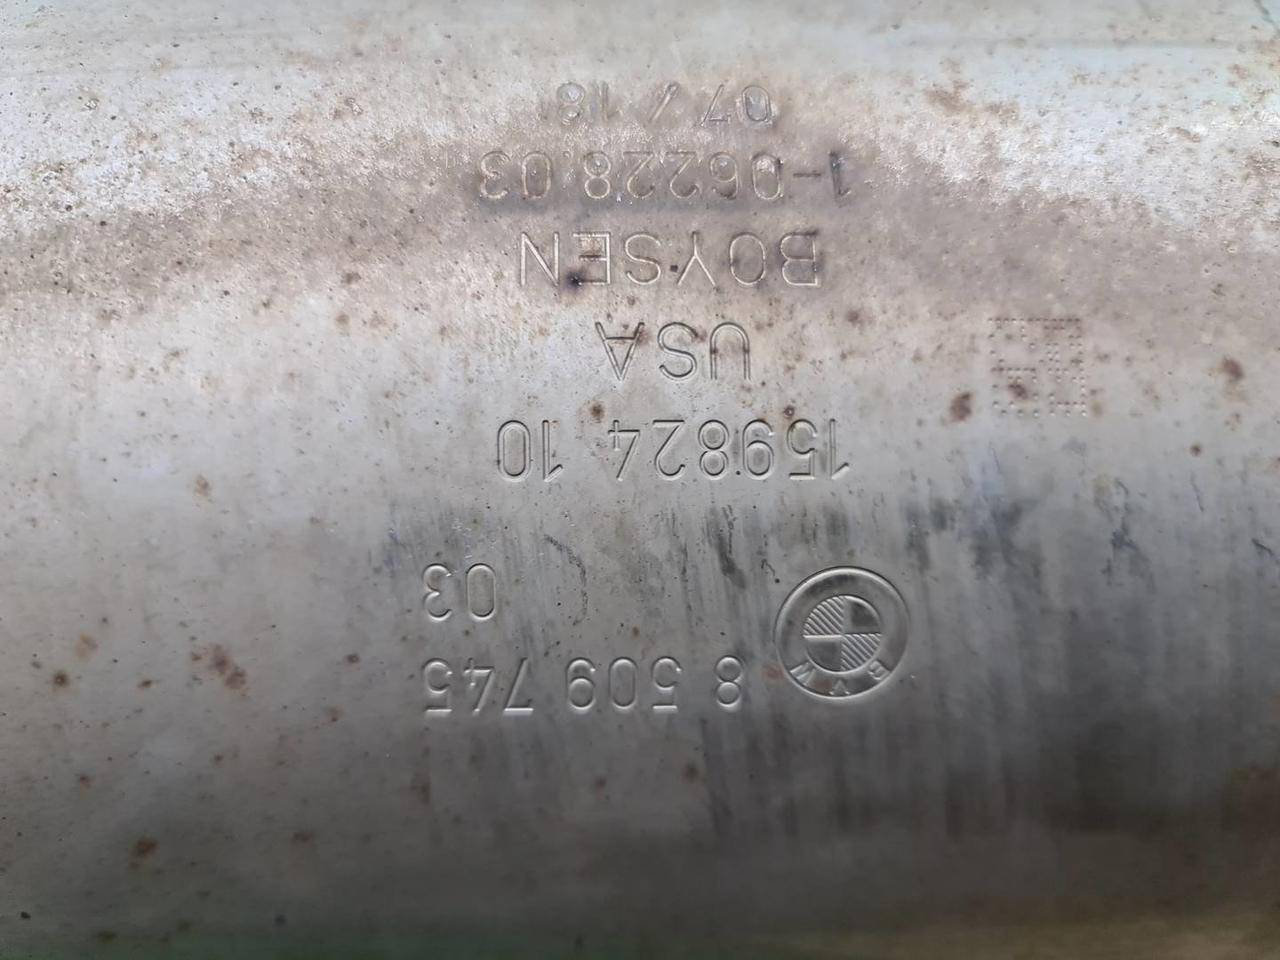 BMW
8 509 745
03
159824 10
USA
BOYSEN
1-06228.03
07 / 18